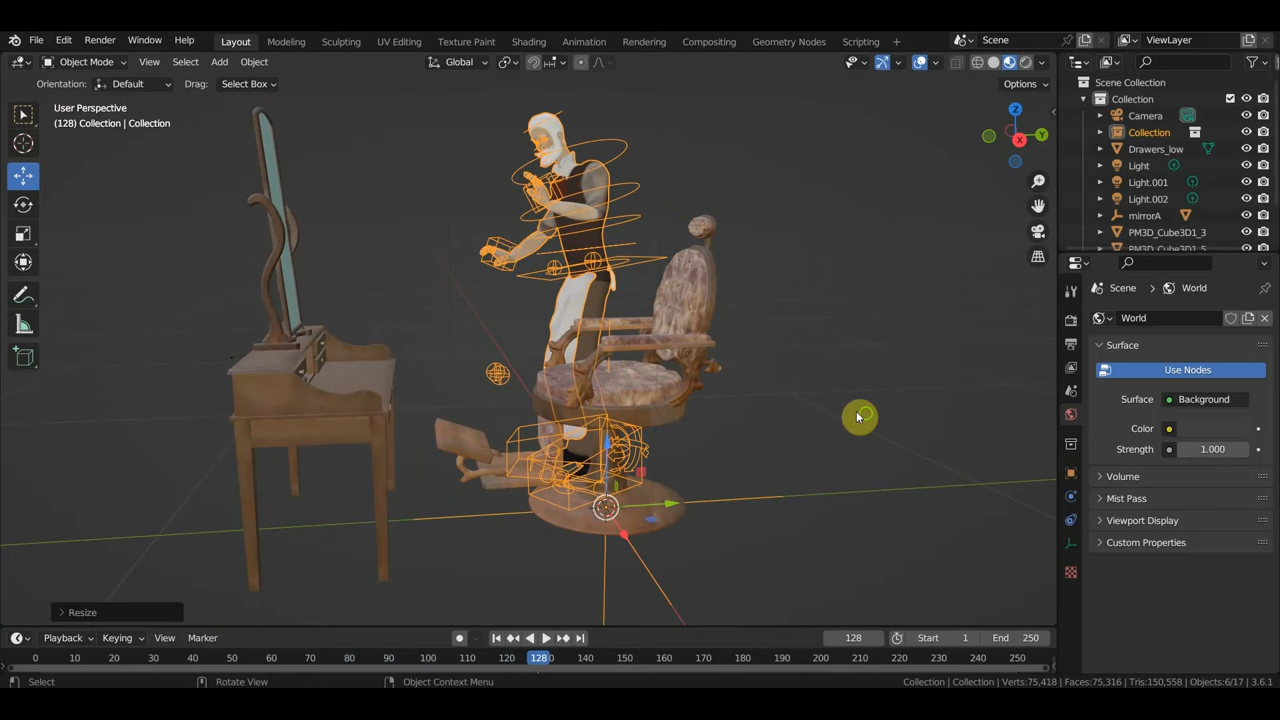 File Edit Render Window Help
Layout Modeling Sculpting UV Editing Texture Paint Shading Animation Rendering Compositing Geometry Nodes Scripting +
Scene
ViewLayer
Object Mode View Select Add Object
Global
Options
Orientation: Default Drag: Select Box
User Perspective
(128) Collection | Collection
Z
Y
X
Scene Collection
Collection
Camera
Collection
Drawers_low
Light
Light.001
Light.002
mirrorA
PM3D_Cube3D1_3
PM3D_Cube3D1_5
Scene > World
World
Surface
Use Nodes
Surface Background
Color
Strength 1.000
Volume
Mist Pass
Viewport Display
Custom Properties
Resize
Playback Keying View Marker
128 Start 1 End 250
0 10 20 30 40 50 60 70 80 90 100 110 120 128 130 140 150 160 170 180 190 200 210 220 230 240 250
Select Rotate View Object Context Menu
Collection | Collection | Verts:75,418 | Faces:75,316 | Tris:150,558 | Objects:6/17 | 3.6.1